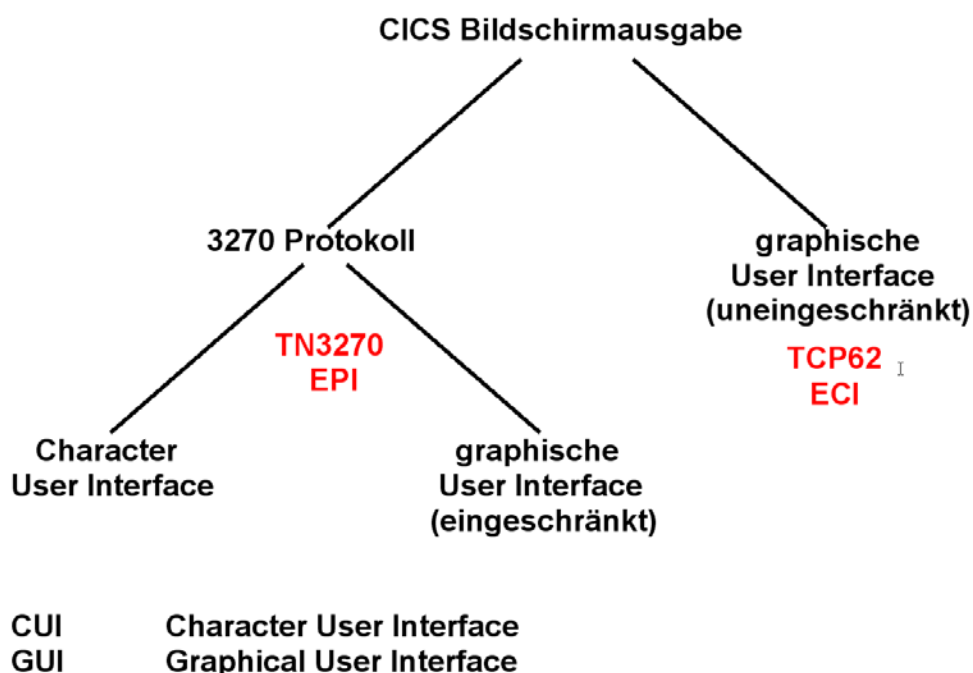 CICS Bildschirmausgabe
3270 Protokoll
graphische
User Interface
(uneingeschränkt)
TN3270
EPI
TCP62
ECI
Character
User Interface
graphische
User Interface
(eingeschränkt)
CUI Character User Interface
GUI Graphical User Interface